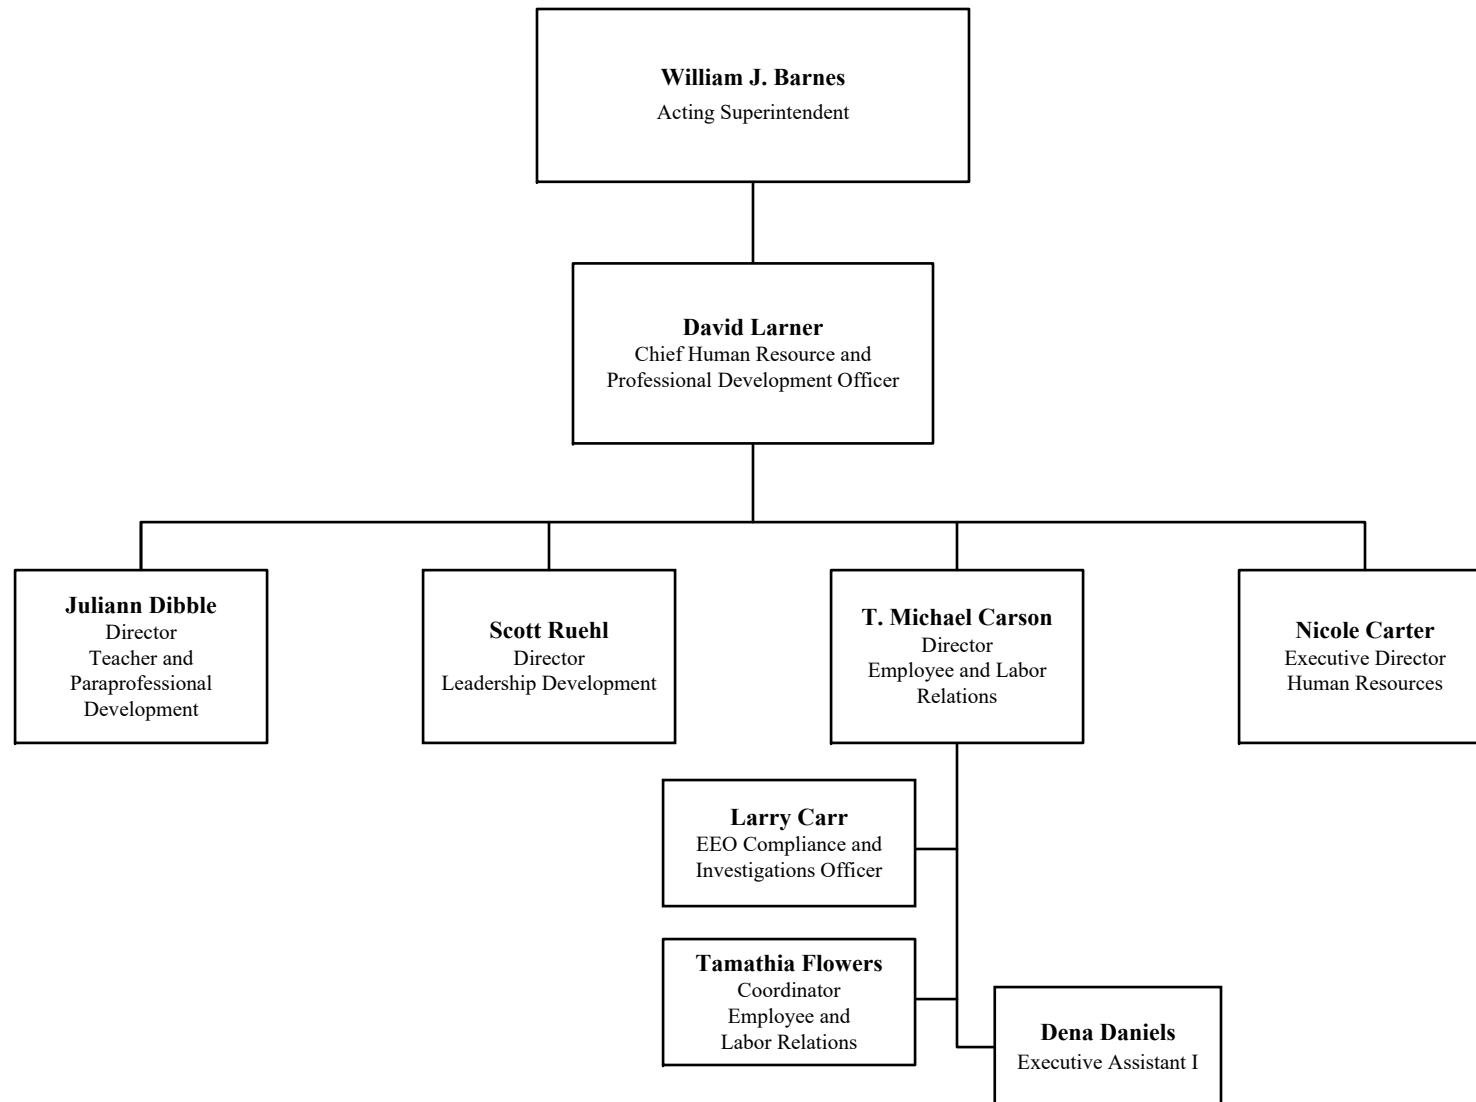 William J. Barnes
Acting Superintendent
David Larner
Chief Human Resource and
Professional Development Officer
Juliann Dibble
Director
Teacher and
Paraprofessional
Development
Scott Ruehl
Director
Leadership Development
T. Michael Carson
Director
Employee and Labor
Relations
Nicole Carter
Executive Director
Human Resources
Larry Carr
EEO Compliance and
Investigations Officer
Tamathia Flowers
Coordinator
Employee and
Labor Relations
Dena Daniels
Executive Assistant I